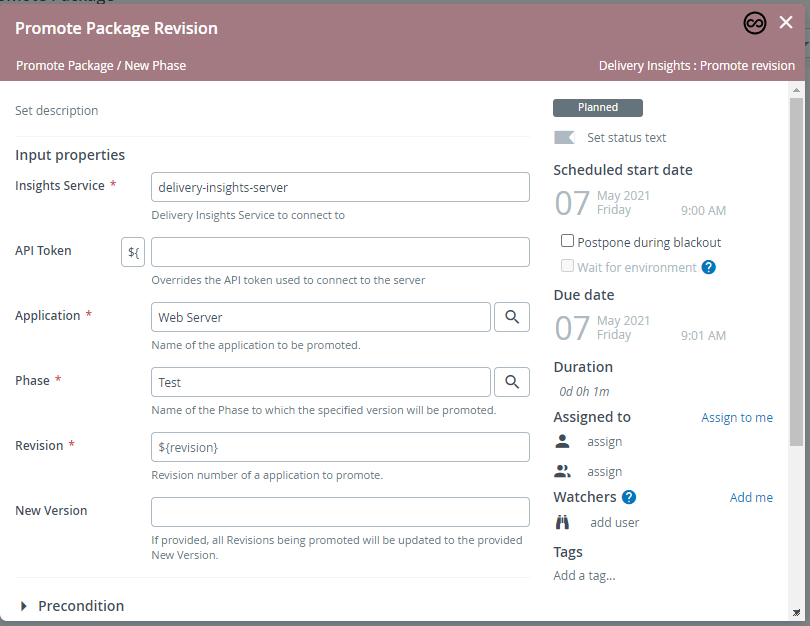 Promote Package Revision
Promote Package / New Phase
Delivery Insights : Promote revision
Set description
Input properties
Insights Service *
delivery-insights-server
Delivery Insights Service to connect to
API Token
${
Overrides the API token used to connect to the server
Application *
Web Server
Name of the application to be promoted.
Phase *
Test
Name of the Phase to which the specified version will be promoted.
Revision *
${revision}
Revision number of a application to promote.
New Version
If provided, all Revisions being promoted will be updated to the provided
New Version.
Precondition
Planned
Set status text
Scheduled start date
07 May 2021
Friday 9:00 AM
Postpone during blackout
Wait for environment ?
Due date
07 May 2021
Friday 9:01 AM
Duration
0d 0h 1m
Assigned to Assign to me
assign
assign
Watchers ? Add me
add user
Tags
Add a tag...